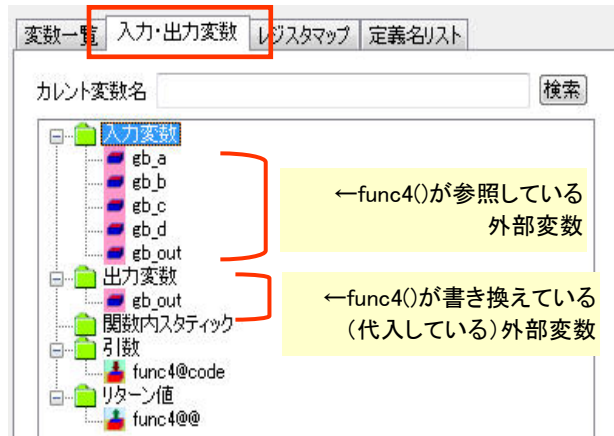 変数一覧 入力・出力変数 レジスタマップ 定義名リスト
カレント変数名 検索
入力変数
gb_a
gb_b
gb_c
gb_d
gb_out
←func4()が参照している
外部変数
出力変数
gb_out
←func4()が書き換えている
(代入している)外部変数
関数内スタティック
引数
func4@code
リターン値
func4@@